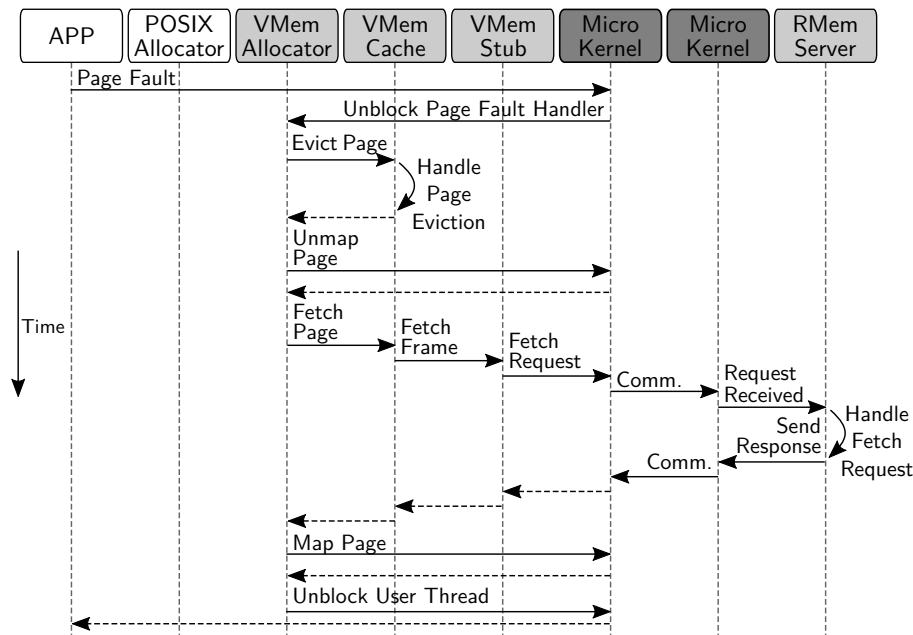 APP
POSIX
Allocator
VMem
Allocator
VMem
Cache
VMem
Stub
Micro
Kernel
Micro
Kernel
RMem
Server
Page Fault
Unblock Page Fault Handler
Evict Page
Handle
Page
Eviction
Unmap
Page
Time
Fetch
Page
Fetch
Frame
Fetch
Request
Comm.
Request
Received
Handle
Fetch
Request
Send
Response
Comm.
Map Page
Unblock User Thread